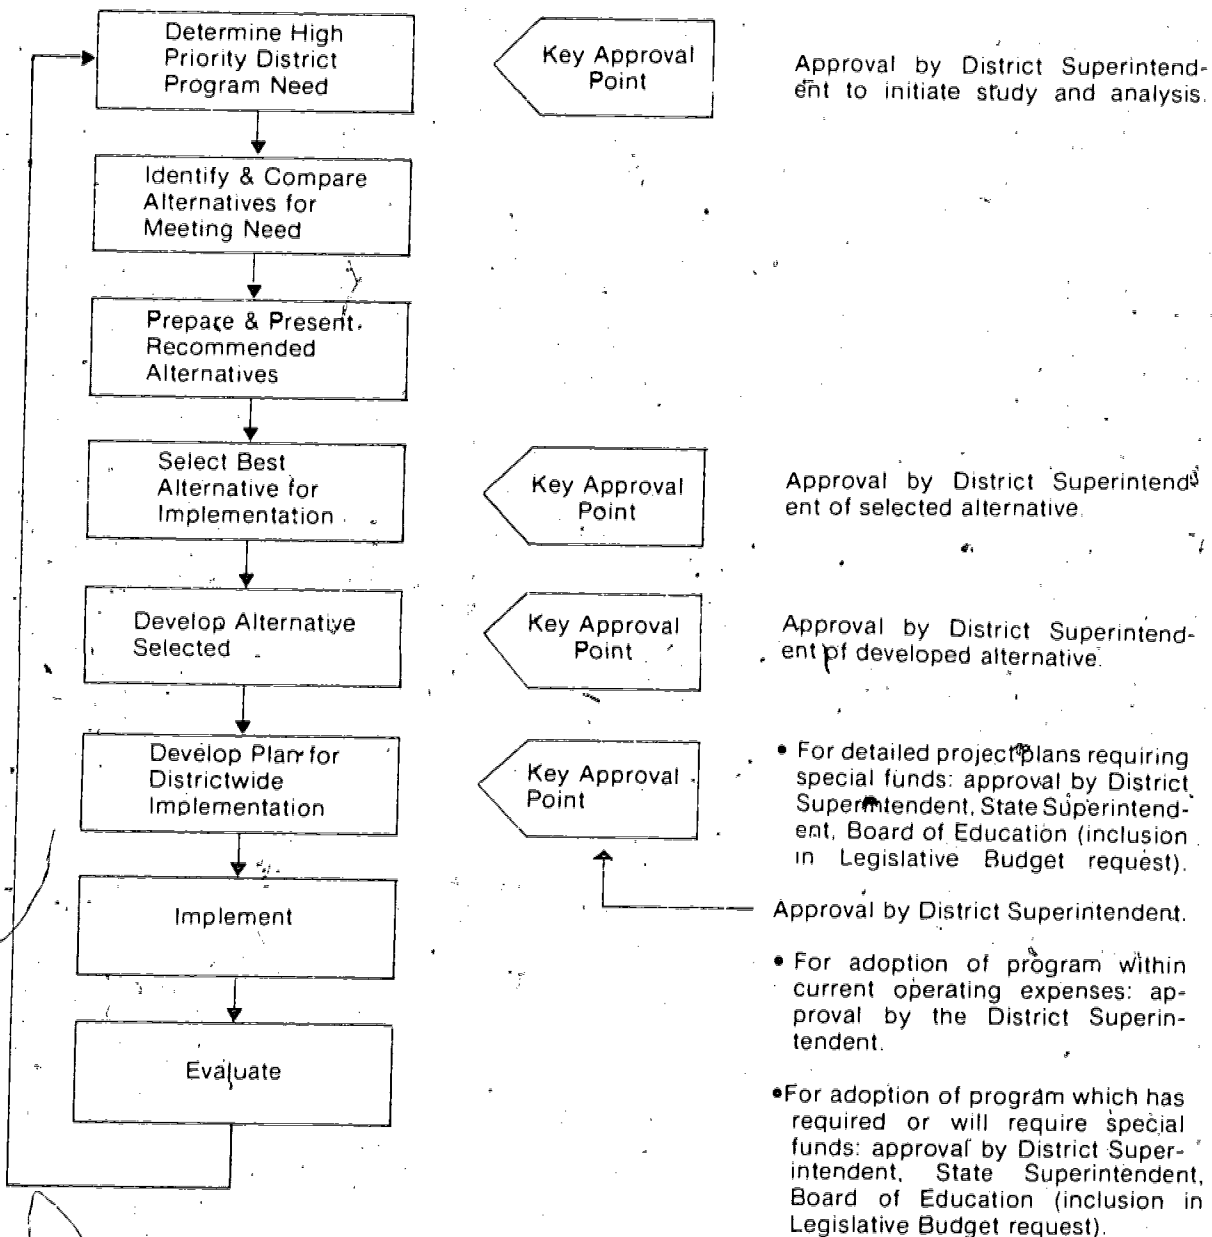 Determine High
Priority District
Program Need
Key Approval
Point
Approval by District Superintend-
ent to initiate study and analysis.
Identify & Compare
Alternatives for
Meeting Need
Prepare & Present
Recommended
Alternatives
Select Best
Alternative for
Implementation
Key Approval
Point
Approval by District Superintend-
ent of selected alternative.
Develop Alternative
Selected
Key Approval
Point
Approval by District Superintend-
ent of developed alternative.
Develop Plan for
Districtwide
Implementation
Key Approval
Point
• For detailed project plans requiring
special funds: approval by District
Superintendent, State Superintend-
ent, Board of Education (inclusion
in Legislative Budget request).
Implement
Approval by District Superintendent.
• For adoption of program within
current operating expenses: ap-
proval by the District Superin-
tendent.
Evaluate
• For adoption of program which has
required or will require special
funds: approval by District Super-
intendent, State Superintendent,
Board of Education (inclusion in
Legislative Budget request).